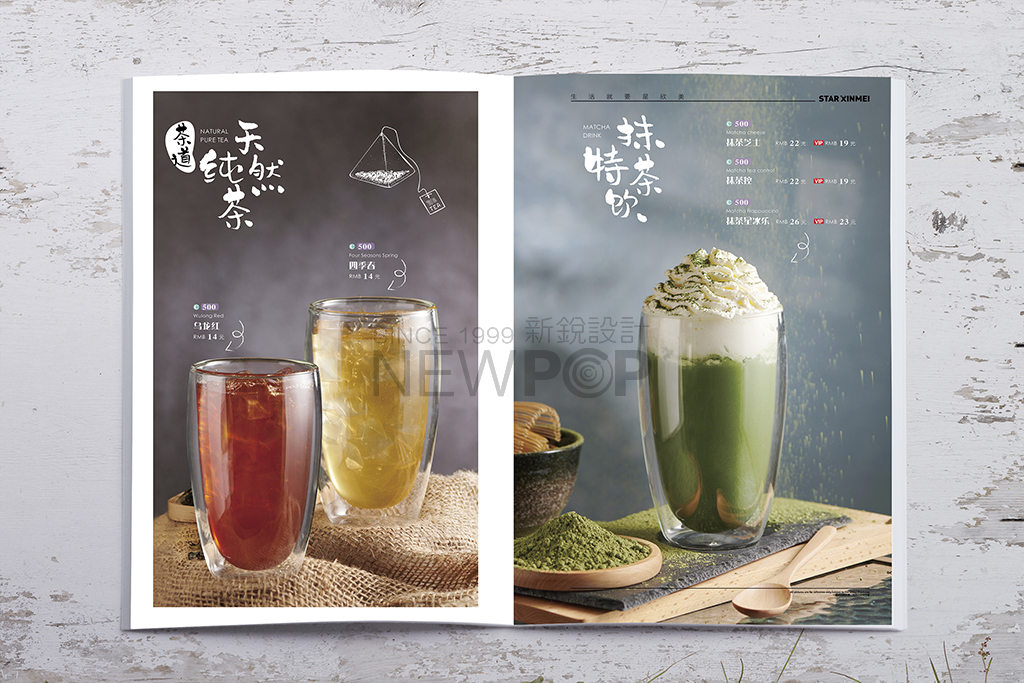 茶道
NATURAL
PURE TEA
天然
纯茶
TEA
500
Four Seasons Spring
四季春
RMB 14 元
500
Wulong Red
乌龙红
RMB 14 元
生活就要星欣美
STAR XINMEI
MATCHA
DRINK
抹茶
特饮
500
Matcha cheese
抹茶芝士 RMB 22 元 VIP RMB 19 元
500
Matcha tea control
抹茶控 RMB 22 元 VIP RMB 19 元
500
Matcha frappuccino
抹茶星冰乐 RMB 26 元 VIP RMB 23 元
SINCE 1999 新銳設計
NEWPOP